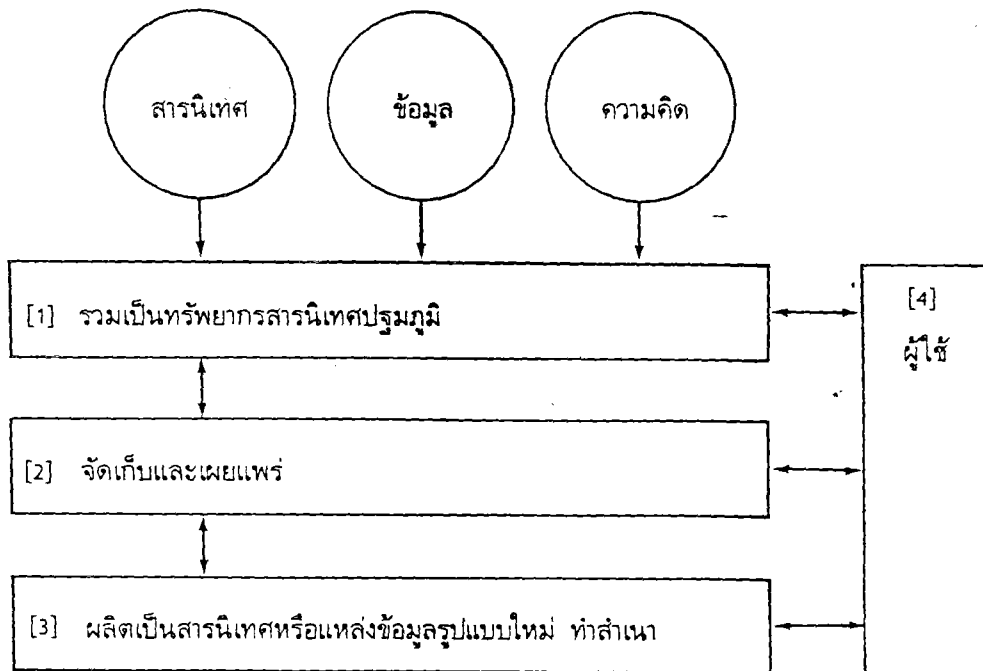 สารนิเทศ
ข้อมูล
ความคิด
[1] รวมเป็นทรัพยากรสารนิเทศปฐมภูมิ
[4]
ผู้ใช้
[2] จัดเก็บและเผยแพร่
[3] ผลิตเป็นสารนิเทศหรือแหล่งข้อมูลรูปแบบใหม่ ทำสำเนา